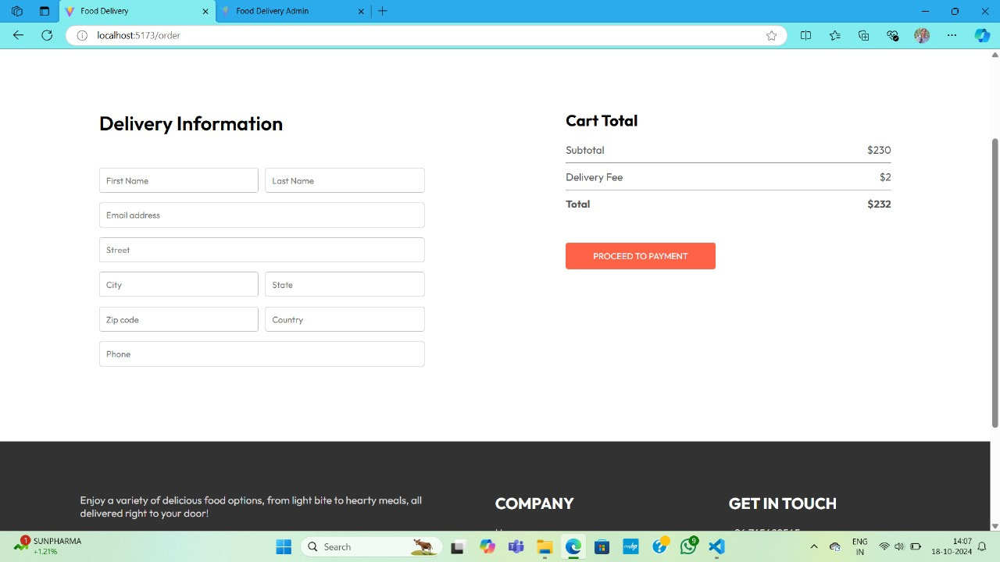 Food Delivery
Food Delivery Admin
localhost:5173/order
Delivery Information
First Name
Last Name
Email address
Street
City
State
Zip code
Country
Phone
Cart Total
Subtotal $230
Delivery Fee $2
Total $232
PROCEED TO PAYMENT
Enjoy a variety of delicious food options, from light bite to hearty meals, all
delivered right to your door!
COMPANY
GET IN TOUCH
1
SUNPHARMA
+1.21%
Search
myhp
9
ENG
IN
14:07
18-10-2024